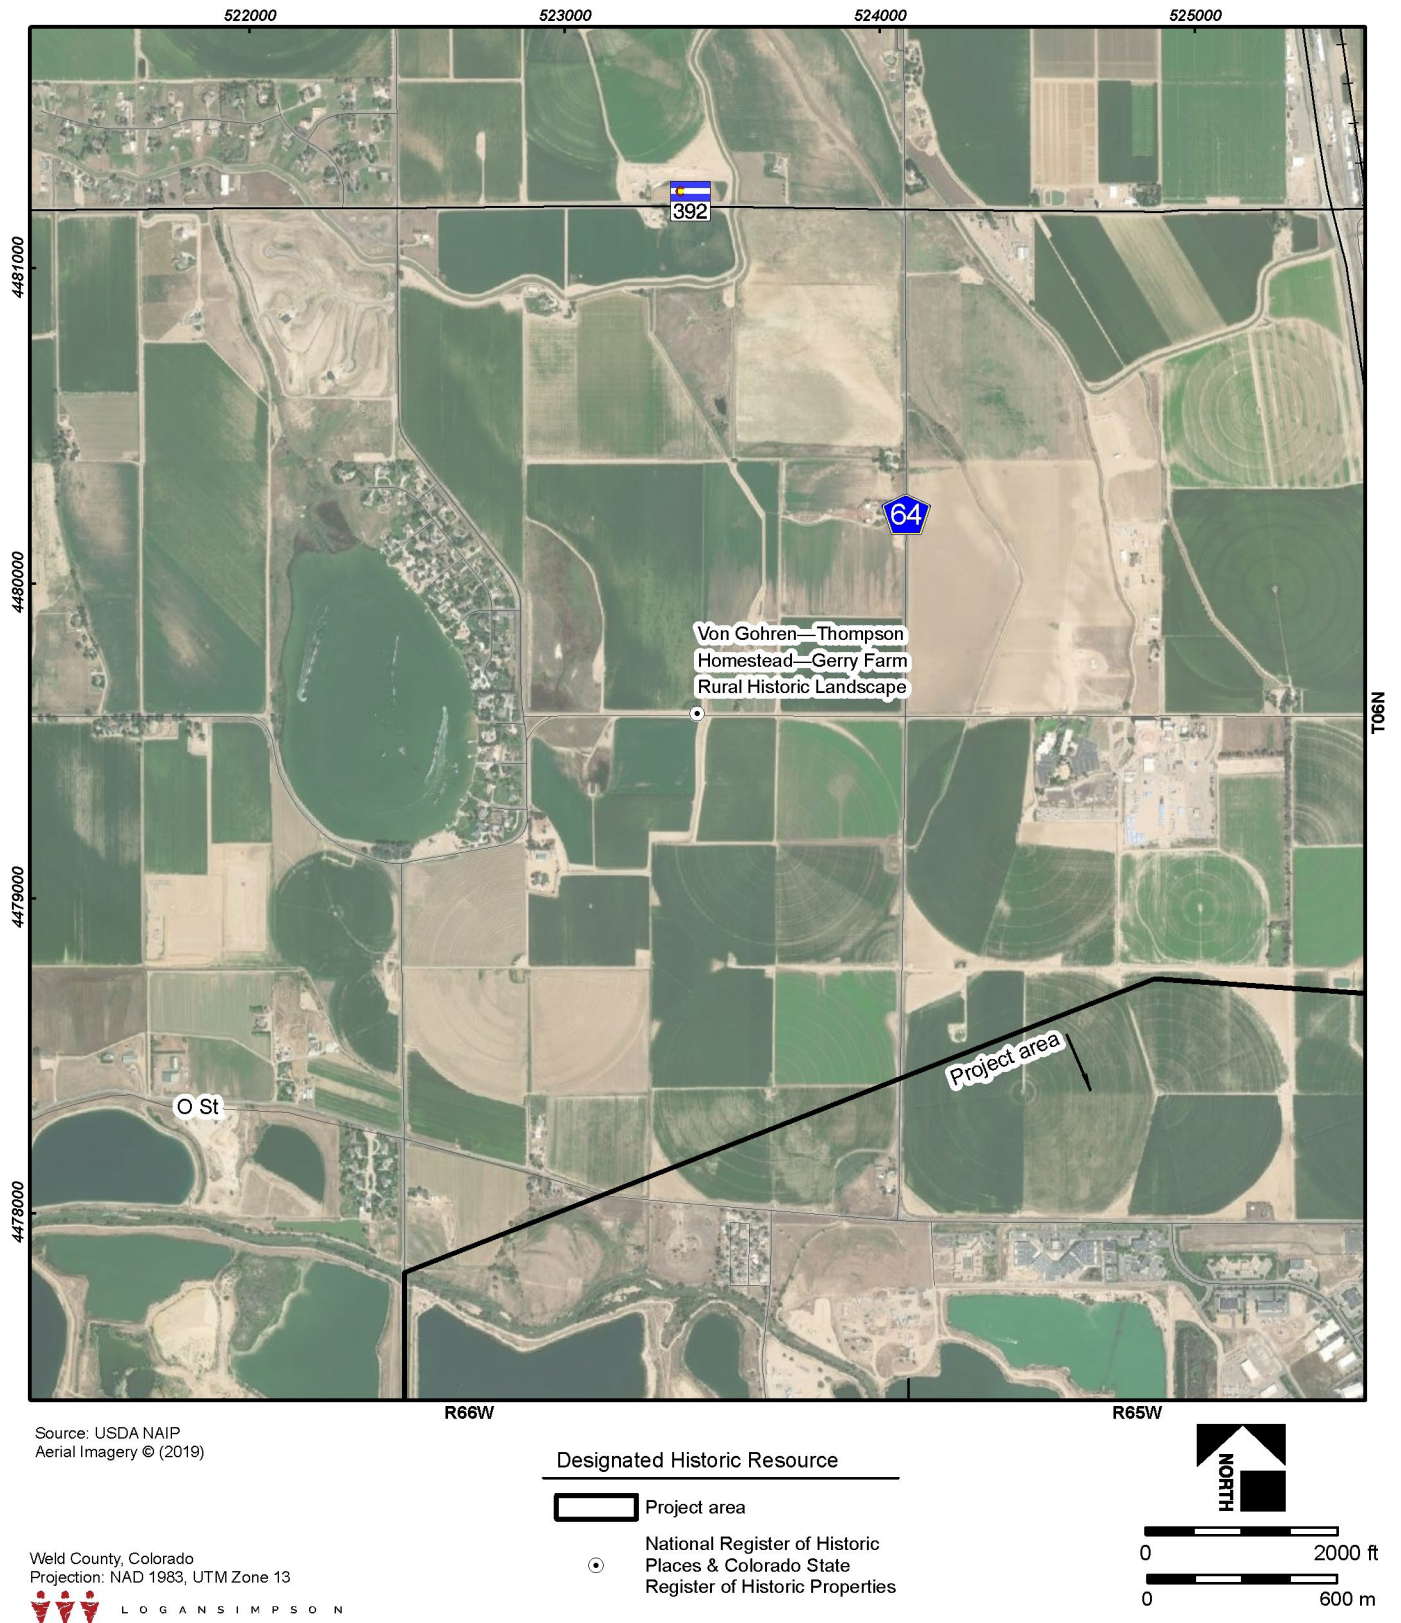 522000
523000
524000
525000
392
4481000
64
4480000
Von Gohren—Thompson
Homestead—Gerry Farm
Rural Historic Landscape
T06N
4479000
Project area
O St
4478000
R66W
R65W
Source: USDA NAIP
Aerial Imagery © (2019)
Designated Historic Resource
Project area
National Register of Historic
Places & Colorado State
Register of Historic Properties
NORTH
0 2000 ft
0 600 m
Weld County, Colorado
Projection: NAD 1983, UTM Zone 13
LOGANSIMPSON